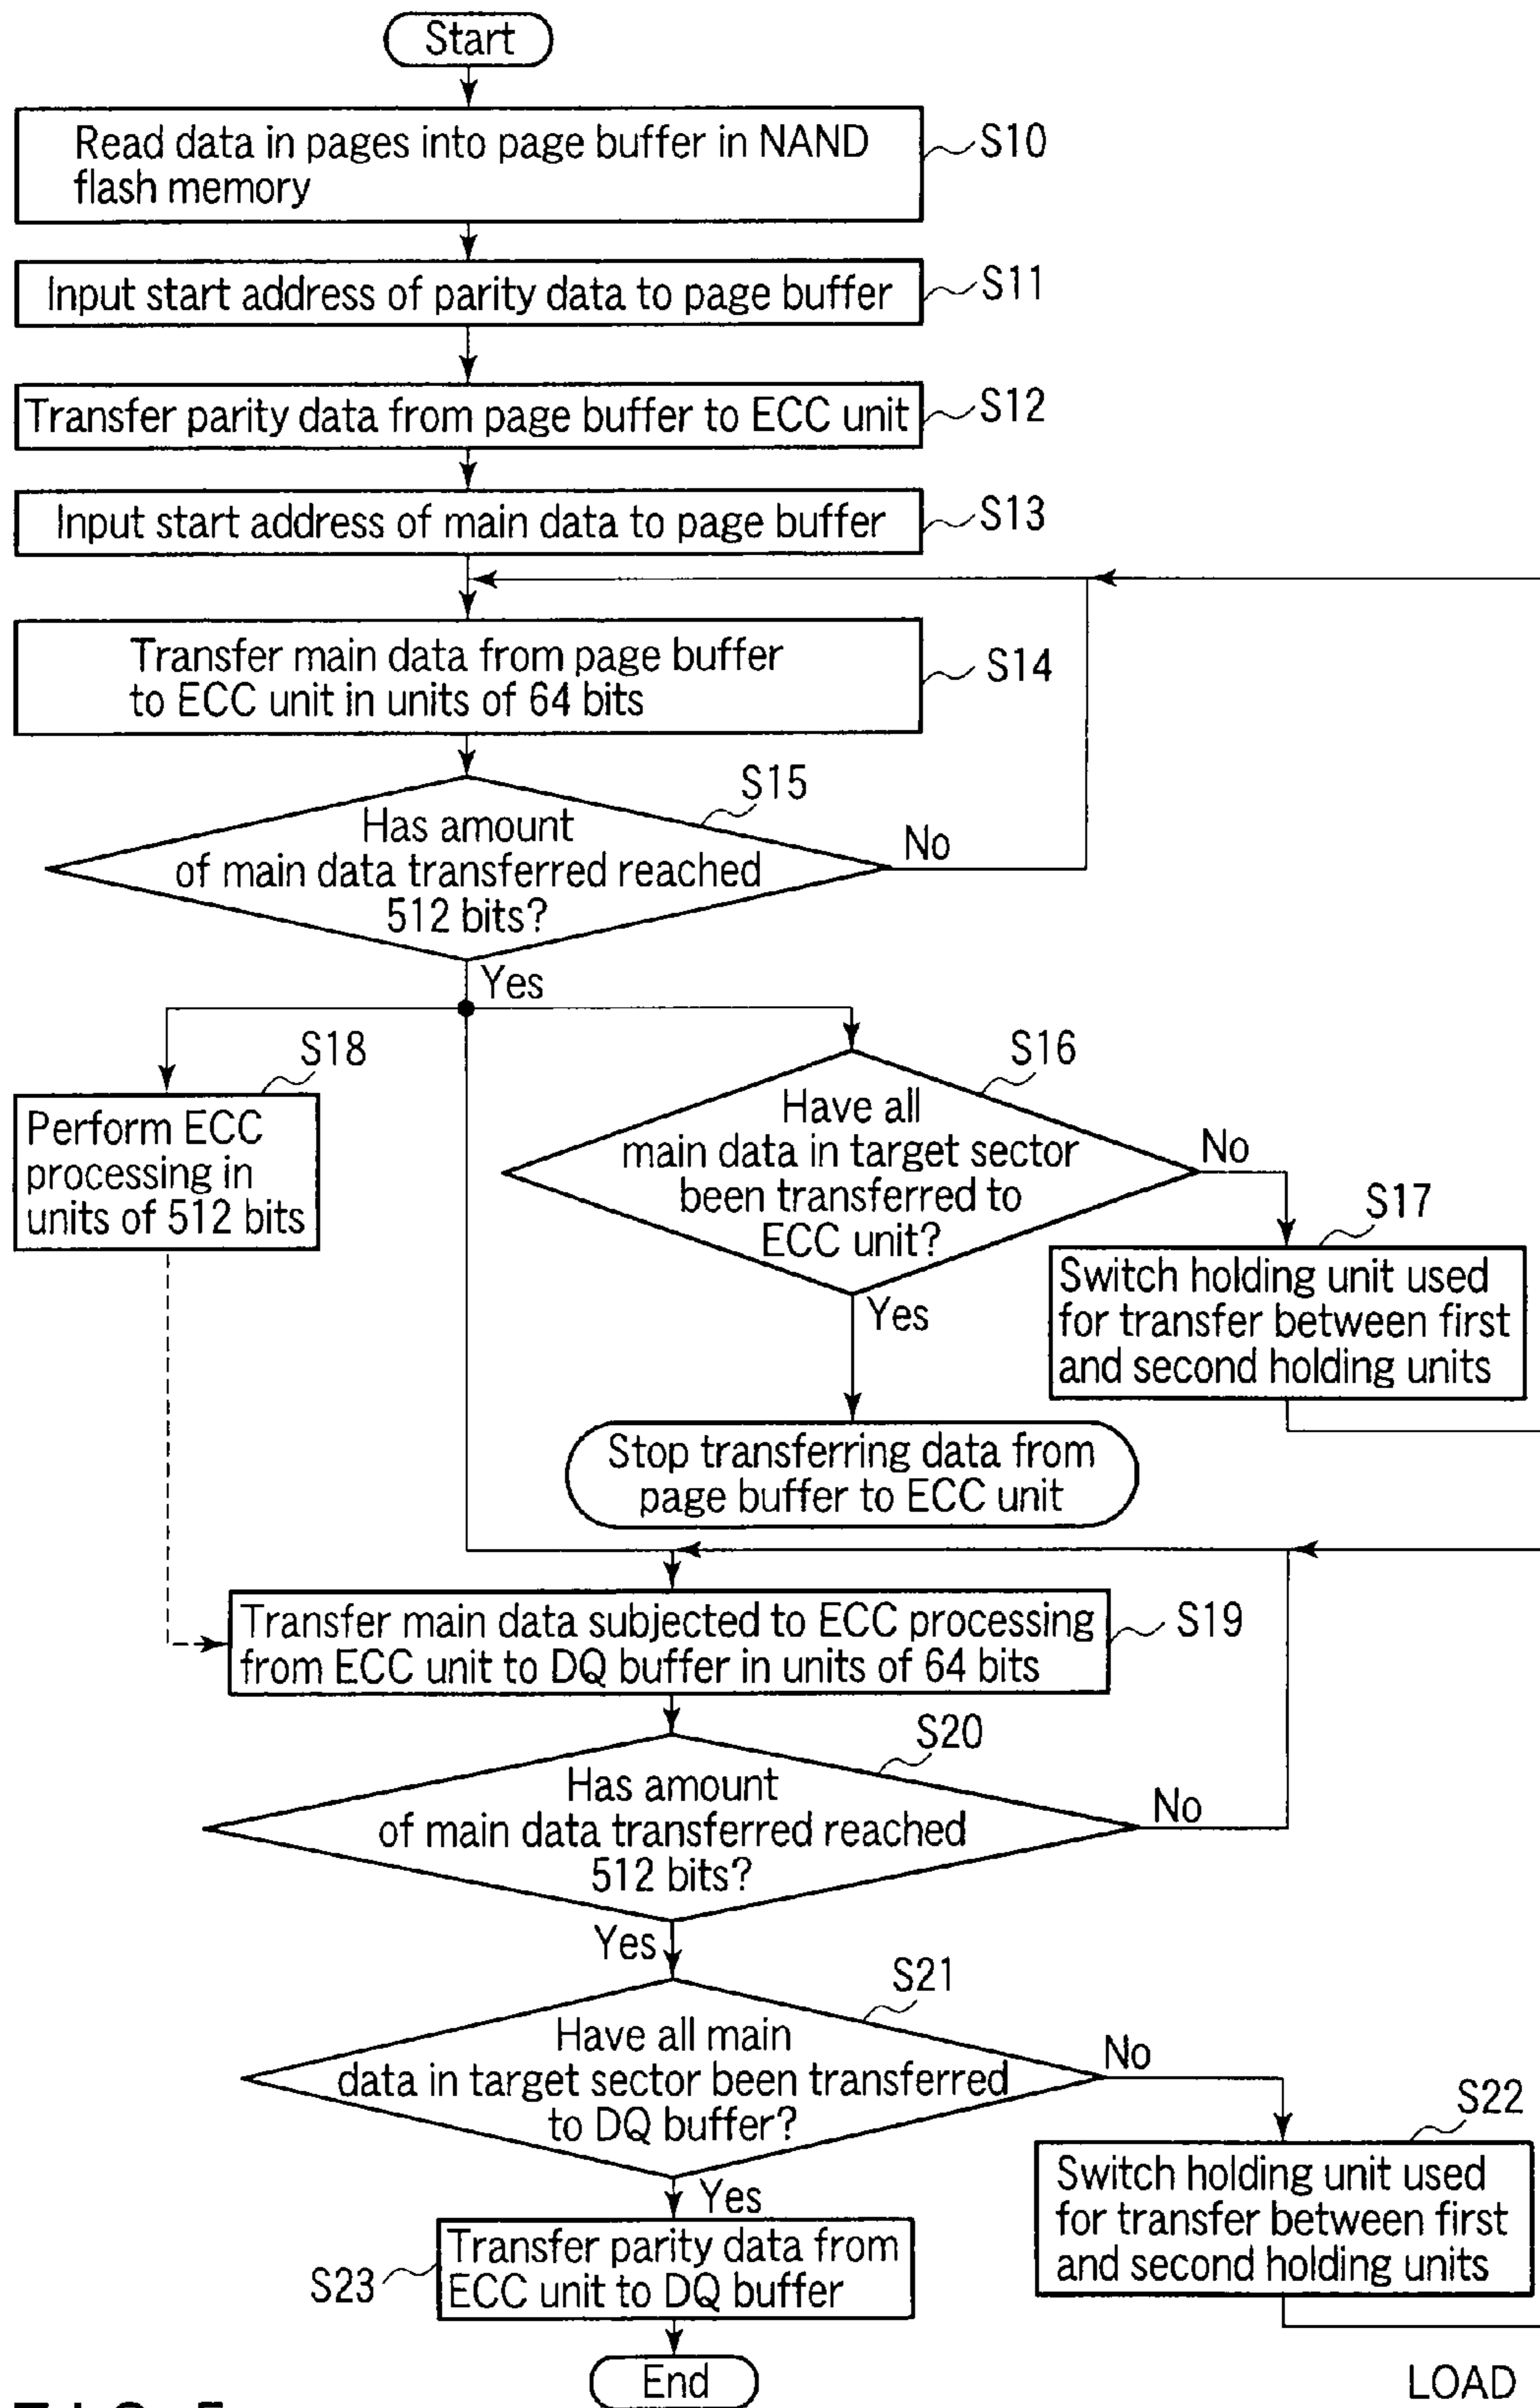 Start
Read data in pages into page buffer in NAND
flash memory
S10
Input start address of parity data to page buffer
S11
Transfer parity data from page buffer to ECC unit
S12
Input start address of main data to page buffer
S13
Transfer main data from page buffer
to ECC unit in units of 64 bits
S14
S15
Has amount
of main data transferred reached
512 bits?
No
Yes
S18
Perform ECC
processing in
units of 512 bits
S16
Have all
main data in target sector
been transferred to
ECC unit?
No
Yes
S17
Switch holding unit used
for transfer between first
and second holding units
Stop transferring data from
page buffer to ECC unit
Transfer main data subjected to ECC processing
from ECC unit to DQ buffer in units of 64 bits
S19
S20
Has amount
of main data transferred reached
512 bits?
No
Yes
S21
Have all main
data in target sector been transferred
to DQ buffer?
No
Yes
S22
Switch holding unit used
for transfer between first
and second holding units
Transfer parity data from
ECC unit to DQ buffer
S23
End
LOAD